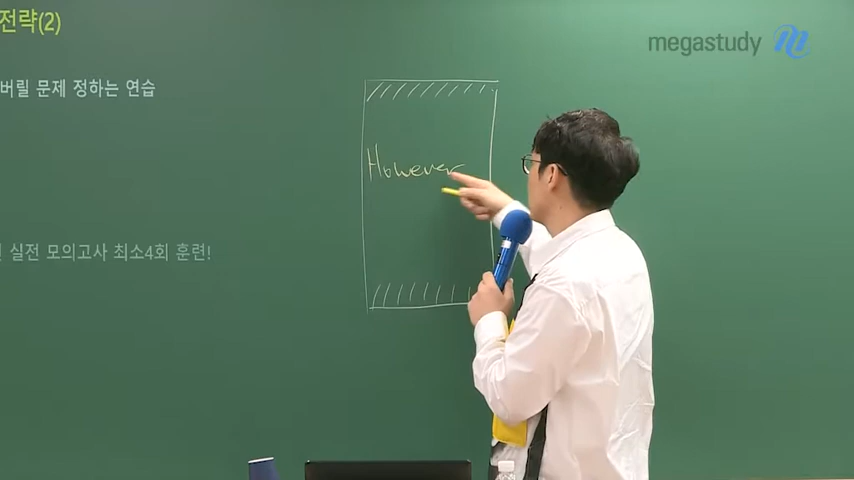 전략(2)
megastudy
버릴 문제 정하는 연습
However
실전 모의고사 최소4회 훈련!